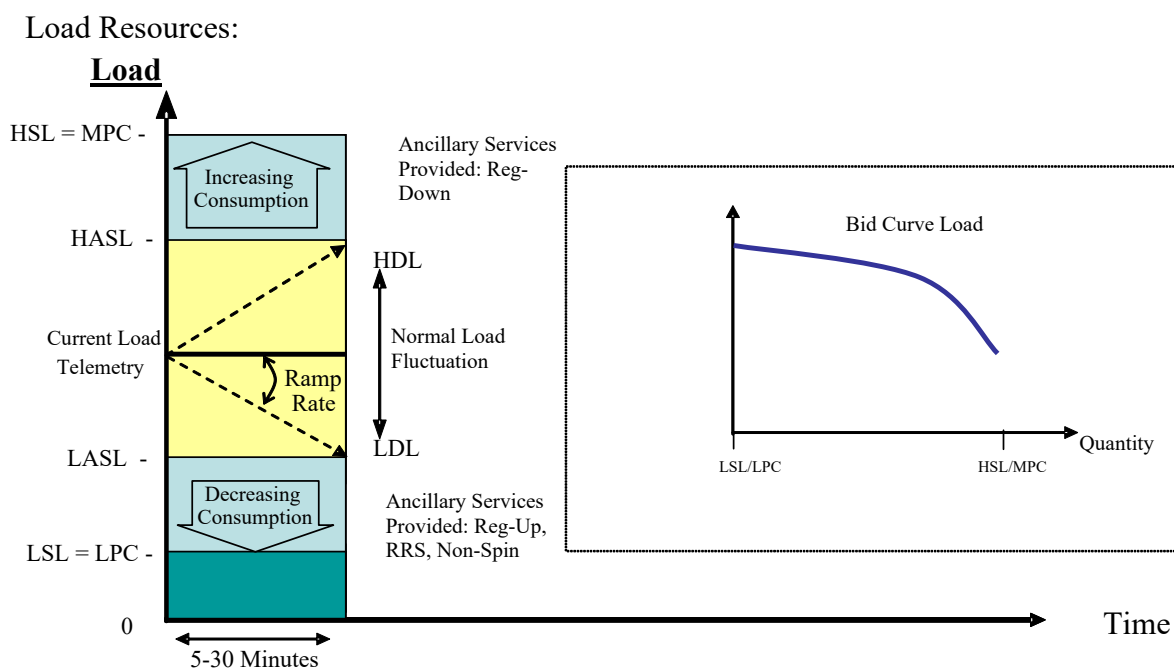 Load Resources:
Load
HSL = MPC -
Increasing
Consumption
Ancillary Services
Provided: Reg-
Down
HASL -
HDL
Current Load
Telemetry
Normal Load
Fluctuation
Ramp
Rate
LASL -
LDL
Decreasing
Consumption
Ancillary Services
Provided: Reg-Up,
RRS, Non-Spin
LSL = LPC -
0
5-30 Minutes
Time
Bid Curve Load
Quantity
LSL/LPC
HSL/MPC